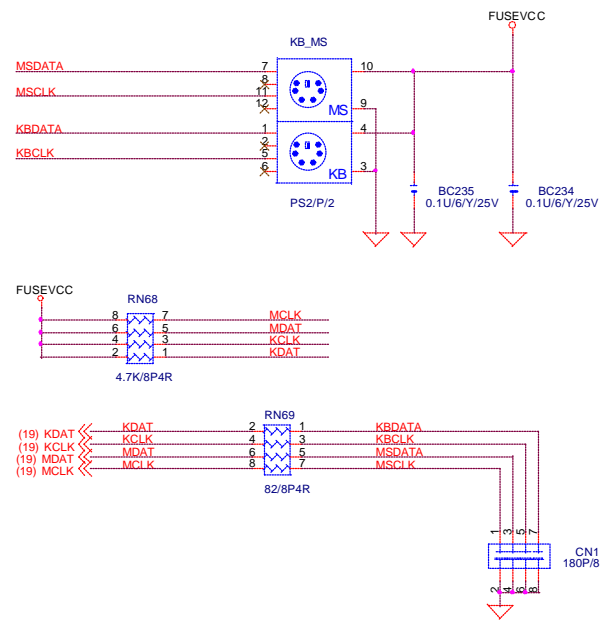 FUSEVCC
KB_MS
MSDATA 7 10
8
MSCLK 11
12 MS 9
KBDATA 1 4
2
KBCLK 5
6 KB 3
PS2/P/2
BC235
0.1U/6/Y/25V
BC234
0.1U/6/Y/25V
FUSEVCC
RN68
8 7 MCLK
6 5 MDAT
4 3 KCLK
2 1 KDAT
4.7K/8P4R
RN69
(19) KDAT KDAT 2 1 KBDATA
(19) KCLK KCLK 4 3 KBCLK
(19) MDAT MDAT 6 5 MSDATA
(19) MCLK MCLK 8 7 MSCLK
82/8P4R
1 3 5 7
CN1
180P/8
2 4 6 8